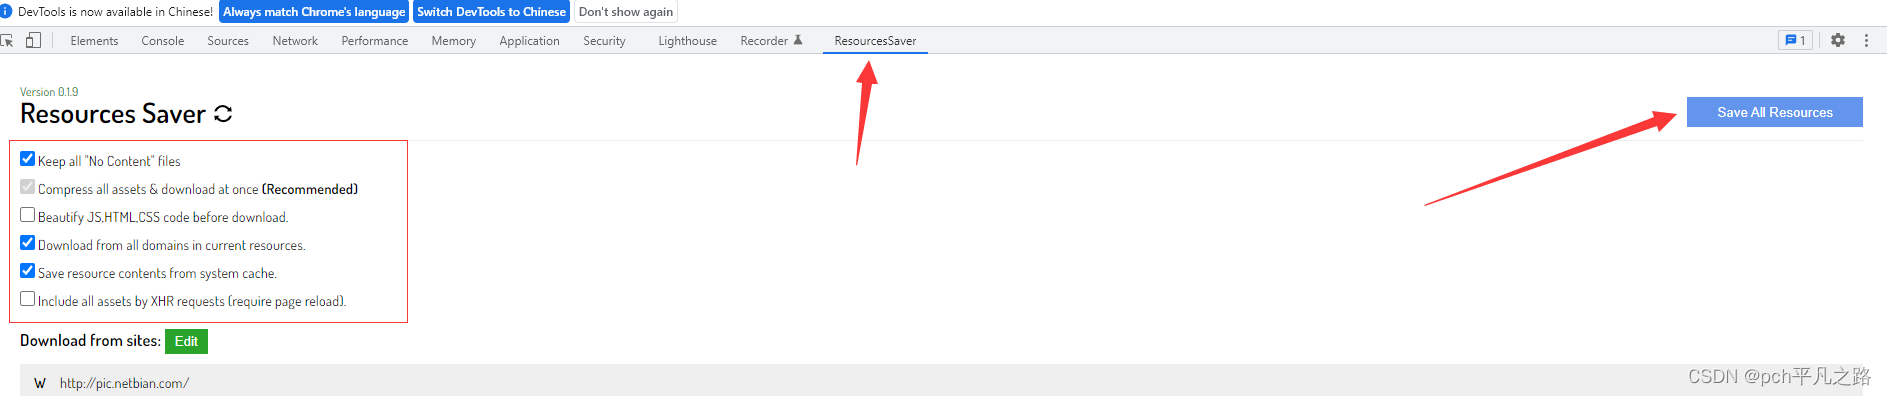 DevTools is now available in Chinese! Always match Chrome's language Switch DevTools to Chinese Don't show again
Elements Console Sources Network Performance Memory Application Security Lighthouse Recorder ResourcesSaver 1
Version 0.1.9
Resources Saver
Save All Resources
Keep all "No Content" files
Compress all assets & download at once (Recommended)
Beautify JS,HTML,CSS code before download.
Download from all domains in current resources.
Save resource contents from system cache.
Include all assets by XHR requests (require page reload).
Download from sites: Edit
W http://pic.netbian.com/
CSDN @pch平凡之路